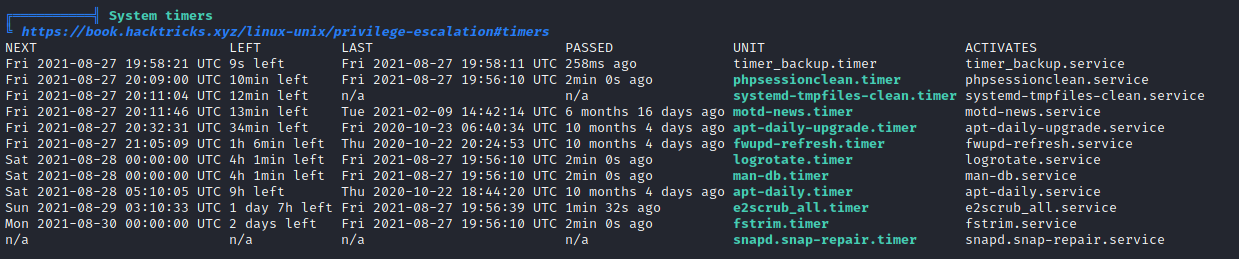 ╔══════════╣ System timers
╚ https://book.hacktricks.xyz/linux-unix/privilege-escalation#timers
NEXT LEFT LAST PASSED UNIT ACTIVATES
Fri 2021-08-27 19:58:21 UTC 9s left Fri 2021-08-27 19:58:11 UTC 258ms ago timer_backup.timer timer_backup.service
Fri 2021-08-27 20:09:00 UTC 10min left Fri 2021-08-27 19:56:10 UTC 2min 0s ago phpsessionclean.timer phpsessionclean.service
Fri 2021-08-27 20:11:04 UTC 12min left n/a n/a systemd-tmpfiles-clean.timer systemd-tmpfiles-clean.service
Fri 2021-08-27 20:11:46 UTC 13min left Tue 2021-02-09 14:42:14 UTC 6 months 16 days ago motd-news.timer motd-news.service
Fri 2021-08-27 20:32:31 UTC 34min left Fri 2020-10-23 06:40:34 UTC 10 months 4 days ago apt-daily-upgrade.timer apt-daily-upgrade.service
Fri 2021-08-27 21:05:09 UTC 1h 6min left Thu 2020-10-22 20:24:53 UTC 10 months 4 days ago fwupd-refresh.timer fwupd-refresh.service
Sat 2021-08-28 00:00:00 UTC 4h 1min left Fri 2021-08-27 19:56:10 UTC 2min 0s ago logrotate.timer logrotate.service
Sat 2021-08-28 00:00:00 UTC 4h 1min left Fri 2021-08-27 19:56:10 UTC 2min 0s ago man-db.timer man-db.service
Sat 2021-08-28 05:10:05 UTC 9h left Thu 2020-10-22 18:44:20 UTC 10 months 4 days ago apt-daily.timer apt-daily.service
Sun 2021-08-29 03:10:33 UTC 1 day 7h left Fri 2021-08-27 19:56:39 UTC 1min 32s ago e2scrub_all.timer e2scrub_all.service
Mon 2021-08-30 00:00:00 UTC 2 days left Fri 2021-08-27 19:56:10 UTC 2min 0s ago fstrim.timer fstrim.service
n/a n/a n/a n/a snapd.snap-repair.timer snapd.snap-repair.service